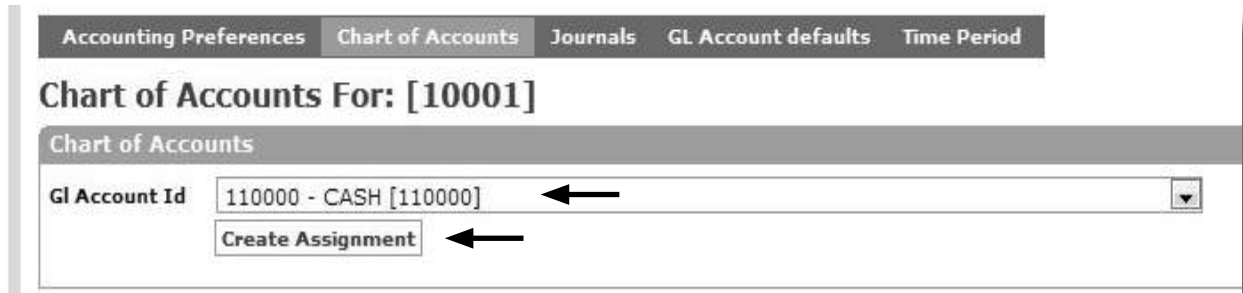 Accounting Preferences Chart of Accounts Journals GL Account defaults Time Period
Chart of Accounts For: [10001]
Chart of Accounts
Gl Account Id 110000 - CASH [110000]
Create Assignment